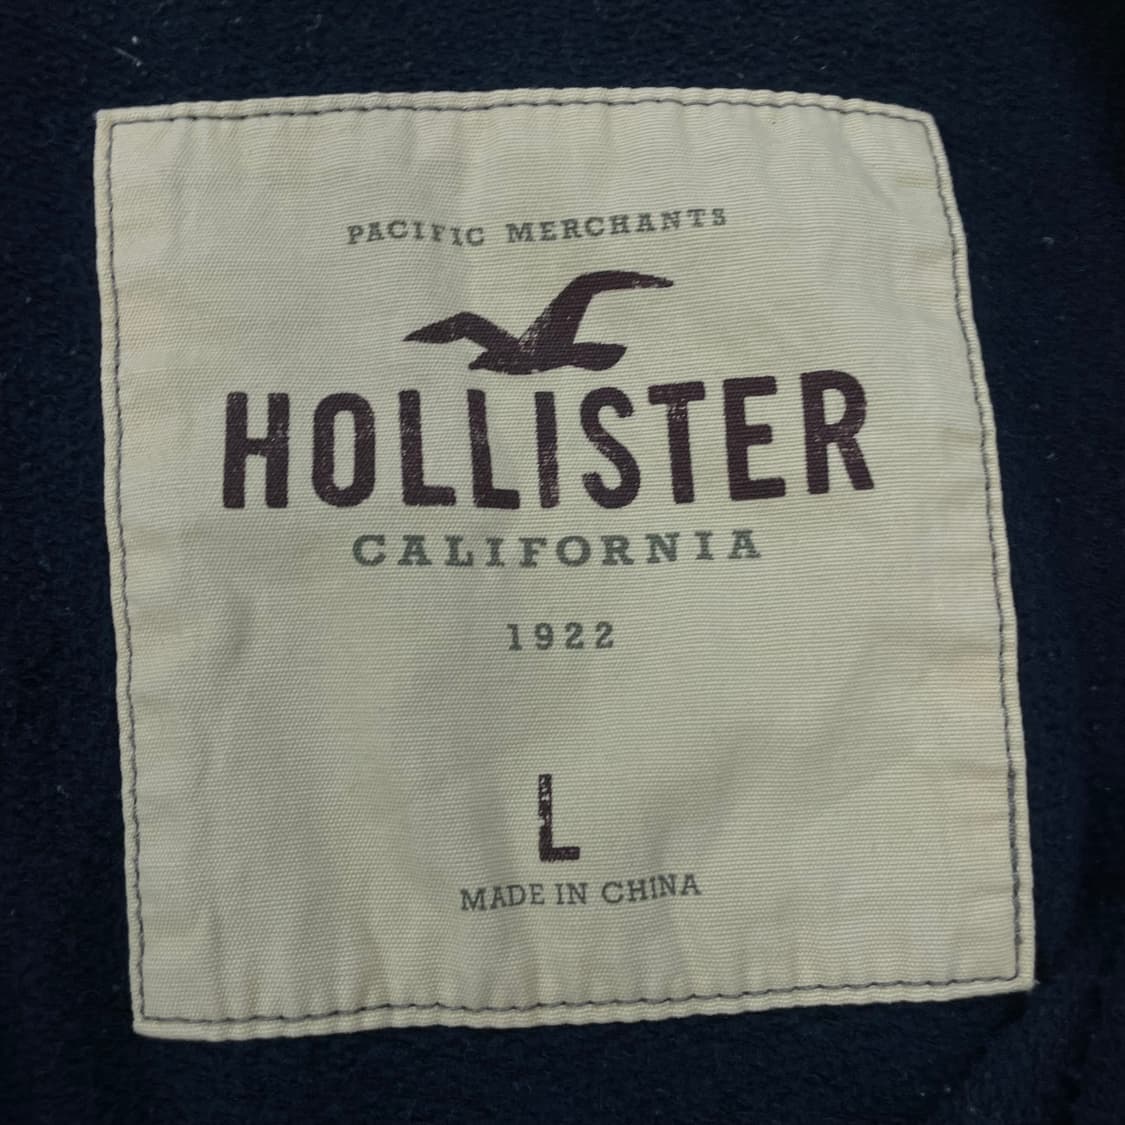 PACIFIC MERCHANTS
HOLLISTER
CALIFORNIA
1922
L
MADE IN CHINA